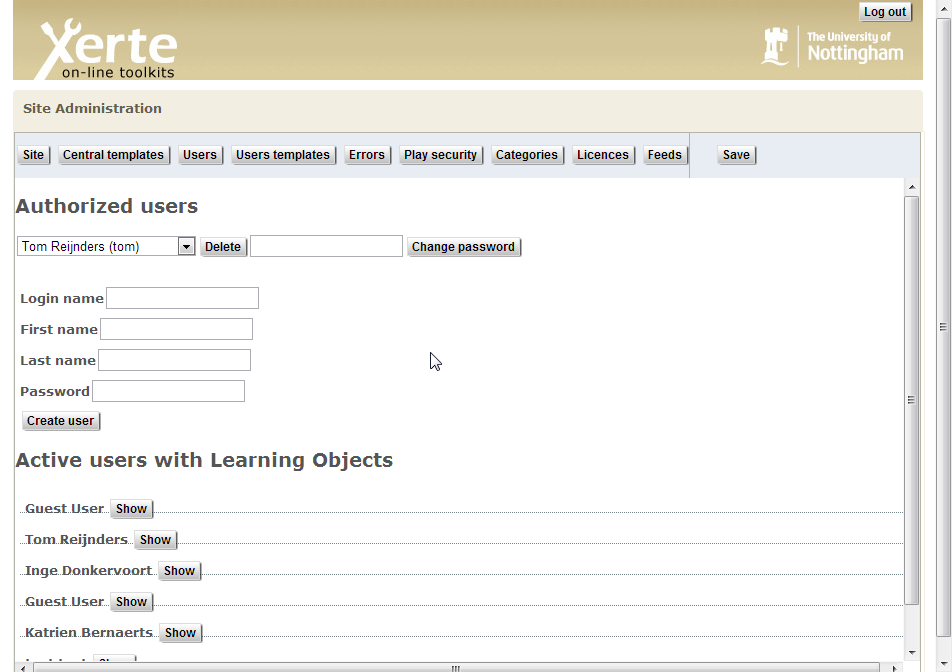 Log out
Xerte
on-line toolkits
The University of
Nottingham
Site Administration
Site Central templates Users Users templates Errors Play security Categories Licences Feeds Save
Authorized users
Tom Reijnders (tom) Delete Change password
Login name
First name
Last name
Password
Create user
Active users with Learning Objects
Guest User Show
Tom Reijnders Show
Inge Donkervoort Show
Guest User Show
Katrien Bernaerts Show